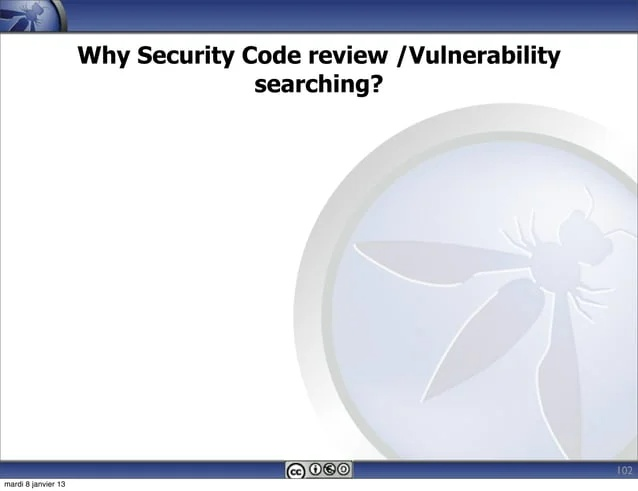 Why Security Code review /Vulnerability
searching?
102
mardi 8 janvier 13